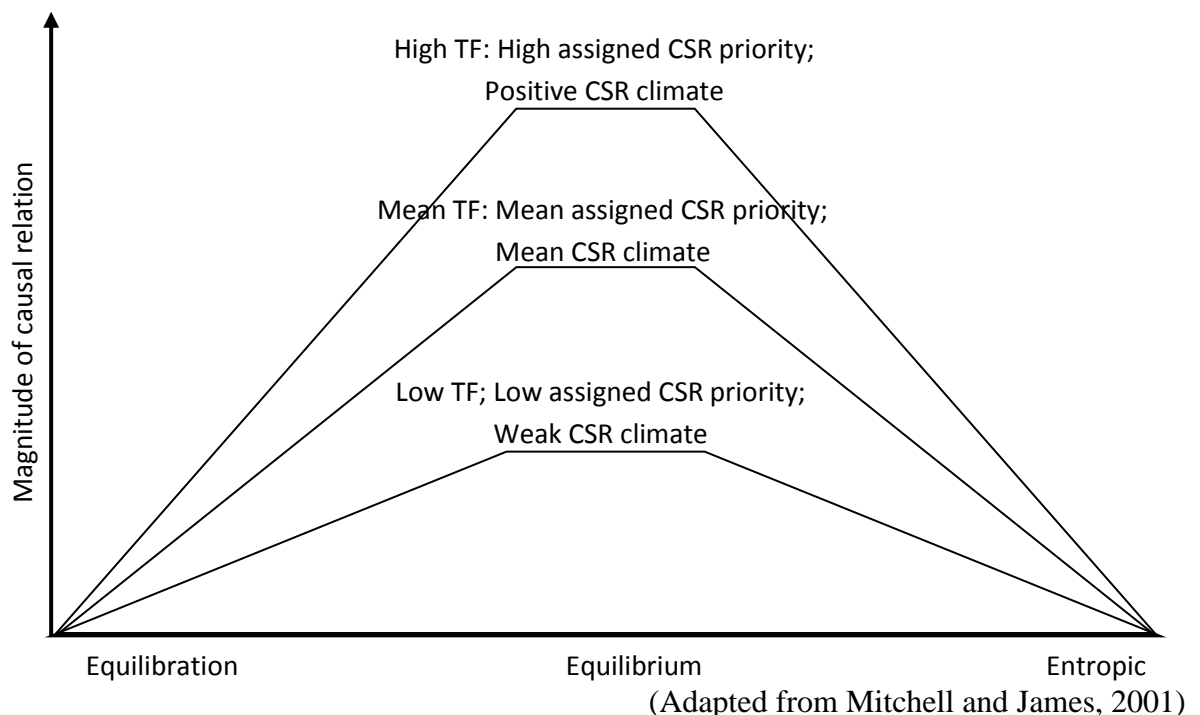 High TF: High assigned CSR priority;
Positive CSR climate
Mean TF: Mean assigned CSR priority;
Mean CSR climate
Low TF; Low assigned CSR priority;
Weak CSR climate
Magnitude of causal relation
Equilibration
Equilibrium
Entropic
(Adapted from Mitchell and James, 2001)